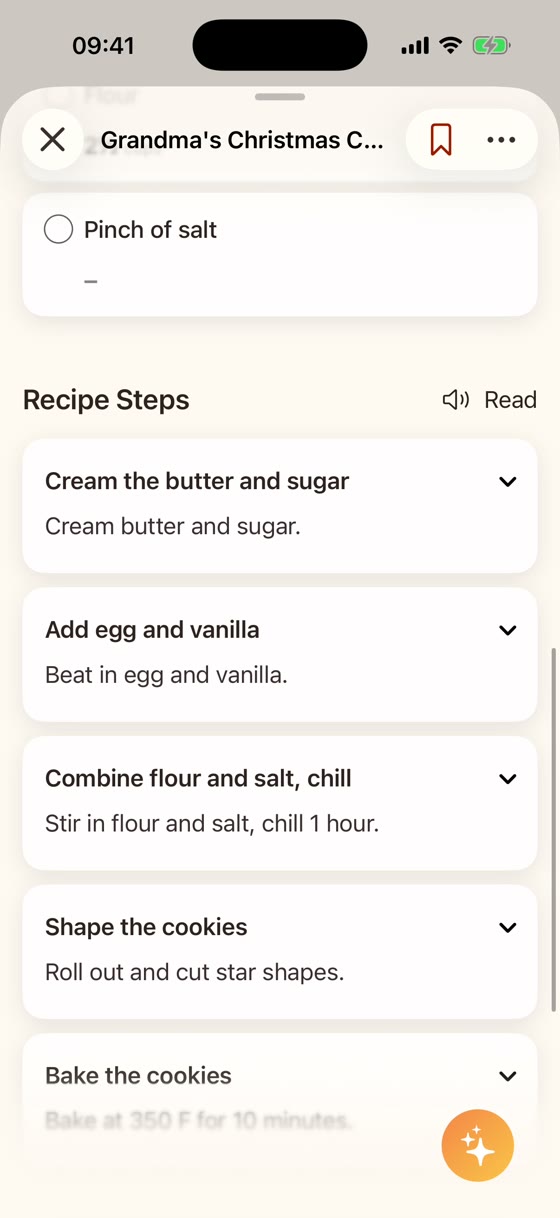 09:41
Flour
Grandma's Christmas C...
Pinch of salt
–
Recipe Steps
Read
Cream the butter and sugar
Cream butter and sugar.
Add egg and vanilla
Beat in egg and vanilla.
Combine flour and salt, chill
Stir in flour and salt, chill 1 hour.
Shape the cookies
Roll out and cut star shapes.
Bake the cookies
Bake at 350 F for 10 minutes.